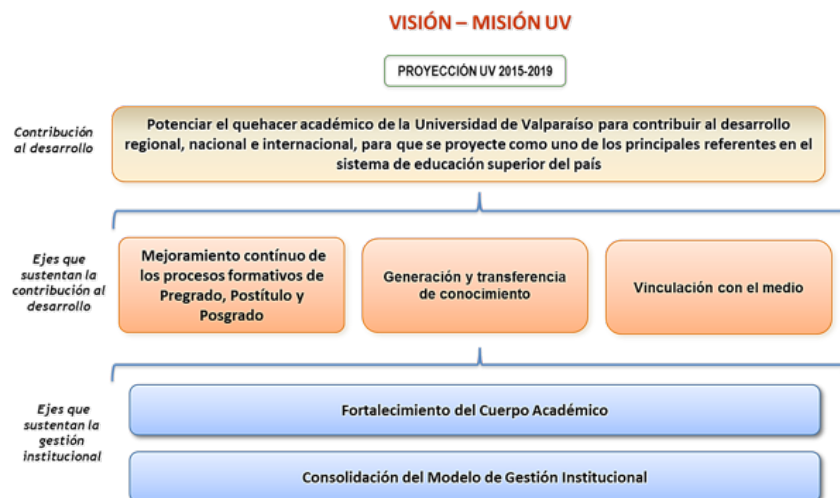 VISIÓN – MISIÓN UV
PROYECCIÓN UV 2015-2019
Contribución
al desarrollo
Potenciar el quehacer académico de la Universidad de Valparaíso para contribuir al desarrollo
regional, nacional e internacional, para que se proyecte como uno de los principales referentes en el
sistema de educación superior del país
Ejes que
sustentan la
contribución al
desarrollo
Mejoramiento contínuo de
los procesos formativos de
Pregrado, Postítulo y
Posgrado
Generación y transferencia
de conocimiento
Vinculación con el medio
Ejes que
sustentan la
gestión
institucional
Fortalecimiento del Cuerpo Académico
Consolidación del Modelo de Gestión Institucional